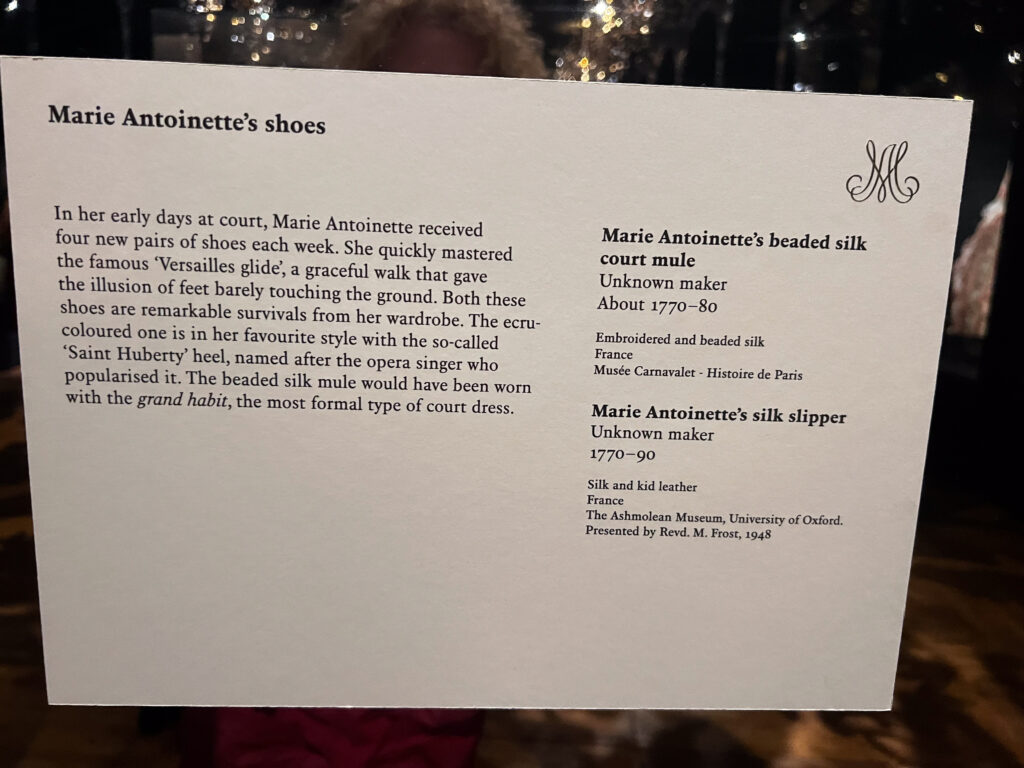 Marie Antoinette's shoes
In her early days at court, Marie Antoinette received
four new pairs of shoes each week. She quickly mastered
the famous ‘Versailles glide’, a graceful walk that gave
the illusion of feet barely touching the ground. Both these
shoes are remarkable survivals from her wardrobe. The ecru-
coloured one is in her favourite style with the so-called
‘Saint Huberty’ heel, named after the opera singer who
popularised it. The beaded silk mule would have been worn
with the grand habit, the most formal type of court dress.
MA
Marie Antoinette’s beaded silk
court mule
Unknown maker
About 1770–80
Embroidered and beaded silk
France
Musée Carnavalet - Histoire de Paris
Marie Antoinette’s silk slipper
Unknown maker
1770–90
Silk and kid leather
France
The Ashmolean Museum, University of Oxford.
Presented by Revd. M. Frost, 1948